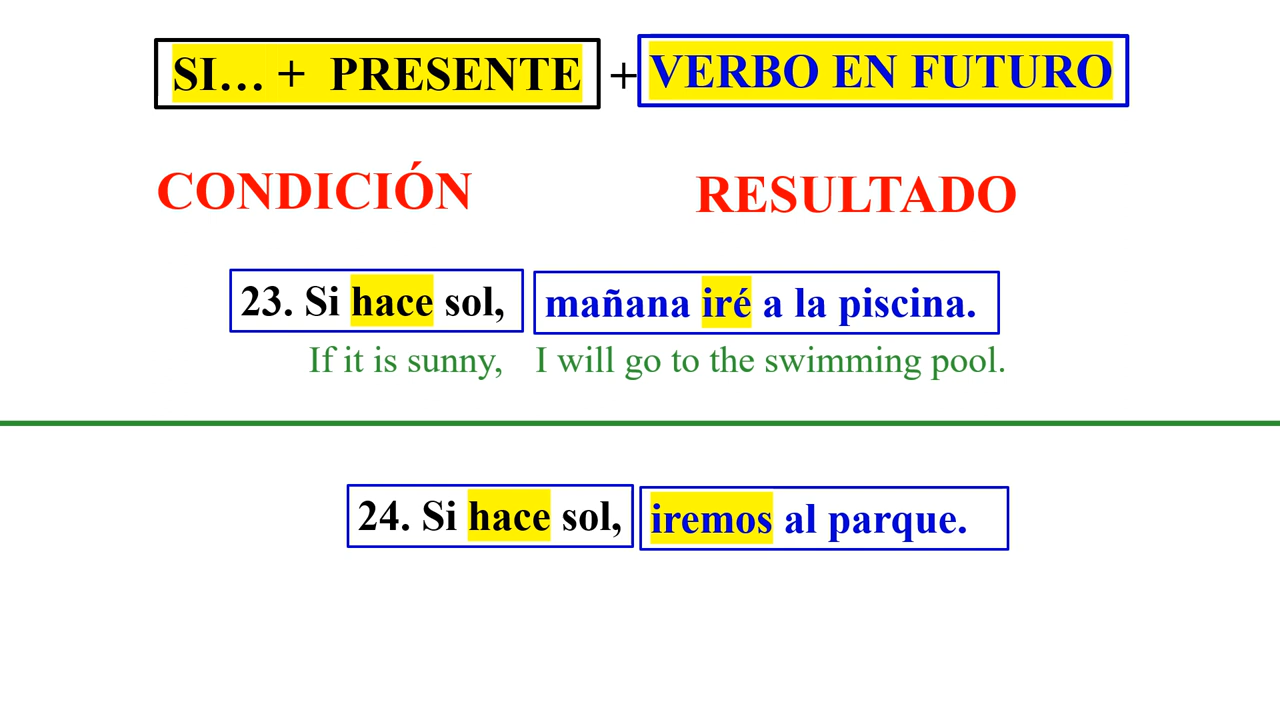 SI… + PRESENTE + VERBO EN FUTURO
CONDICIÓN RESULTADO
23. Si hace sol, mañana iré a la piscina.
If it is sunny, I will go to the swimming pool.
24. Si hace sol, iremos al parque.